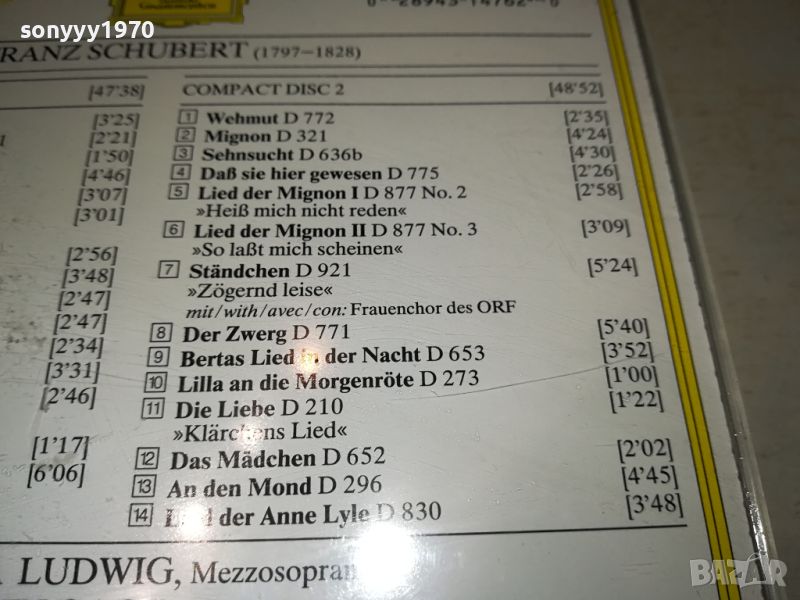 sonyyy1970
FRANZ SCHUBERT (1797–1828)
[47'38]
[3'25]
[2'21]
[1'50]
[4'46]
[3'07]
[3'01]
[2'56]
[3'48]
[2'47]
[2'47]
[2'34]
[3'31]
[2'46]
[1'17]
[6'06]
COMPACT DISC 2 [48'52]
1 Wehmut D 772 [2'35]
2 Mignon D 321 [4'24]
3 Sehnsucht D 636b [4'30]
4 Daß sie hier gewesen D 775 [2'26]
5 Lied der Mignon I D 877 No. 2 [2'58]
»Heiß mich nicht reden«
6 Lied der Mignon II D 877 No. 3 [3'09]
»So laßt mich scheinen«
7 Ständchen D 921 [5'24]
»Zögernd leise«
mit/with/avec/con: Frauenchor des ORF
8 Der Zwerg D 771 [5'40]
9 Bertas Lied in der Nacht D 653 [3'52]
10 Lilla an die Morgenröte D 273 [1'00]
11 Die Liebe D 210 [1'22]
»Klärchens Lied«
12 Das Mädchen D 652 [2'02]
13 An den Mond D 296 [4'45]
14 Lied der Anne Lyle D 830 [3'48]
LUDWIG, Mezzosopran
BAZAR